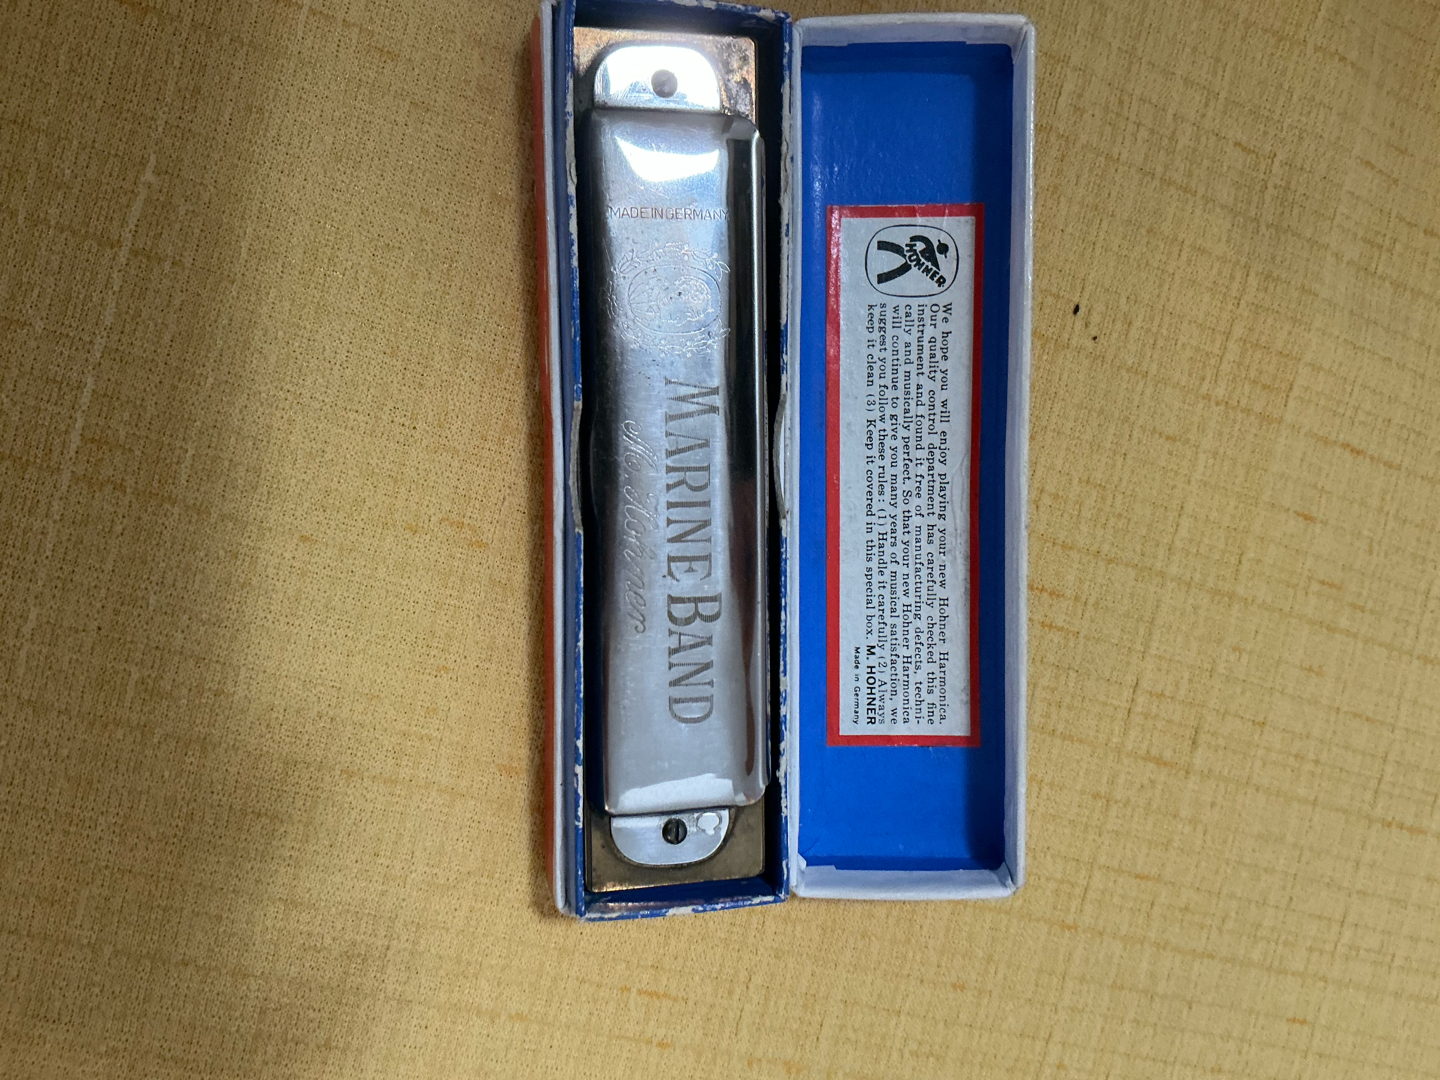 MADE IN GERMANY
MARINE BAND
M. Hohner
HOHNER
We hope you will enjoy playing your new Hohner Harmonica.
Our quality control department has carefully checked this fine
instrument and found it free of manufacturing defects, techni-
cally and musically perfect. So that your new Hohner Harmonica
will continue to give you many years of musical satisfaction, we
suggest you follow these rules: (1) Handle it carefully (2) Always
keep it clean (3) Keep it covered in this special box. M. HOHNER
Made in Germany